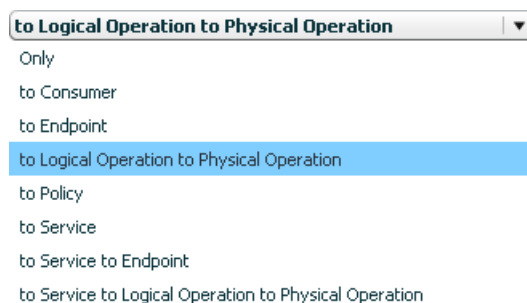 to Logical Operation to Physical Operation
Only
to Consumer
to Endpoint
to Logical Operation to Physical Operation
to Policy
to Service
to Service to Endpoint
to Service to Logical Operation to Physical Operation